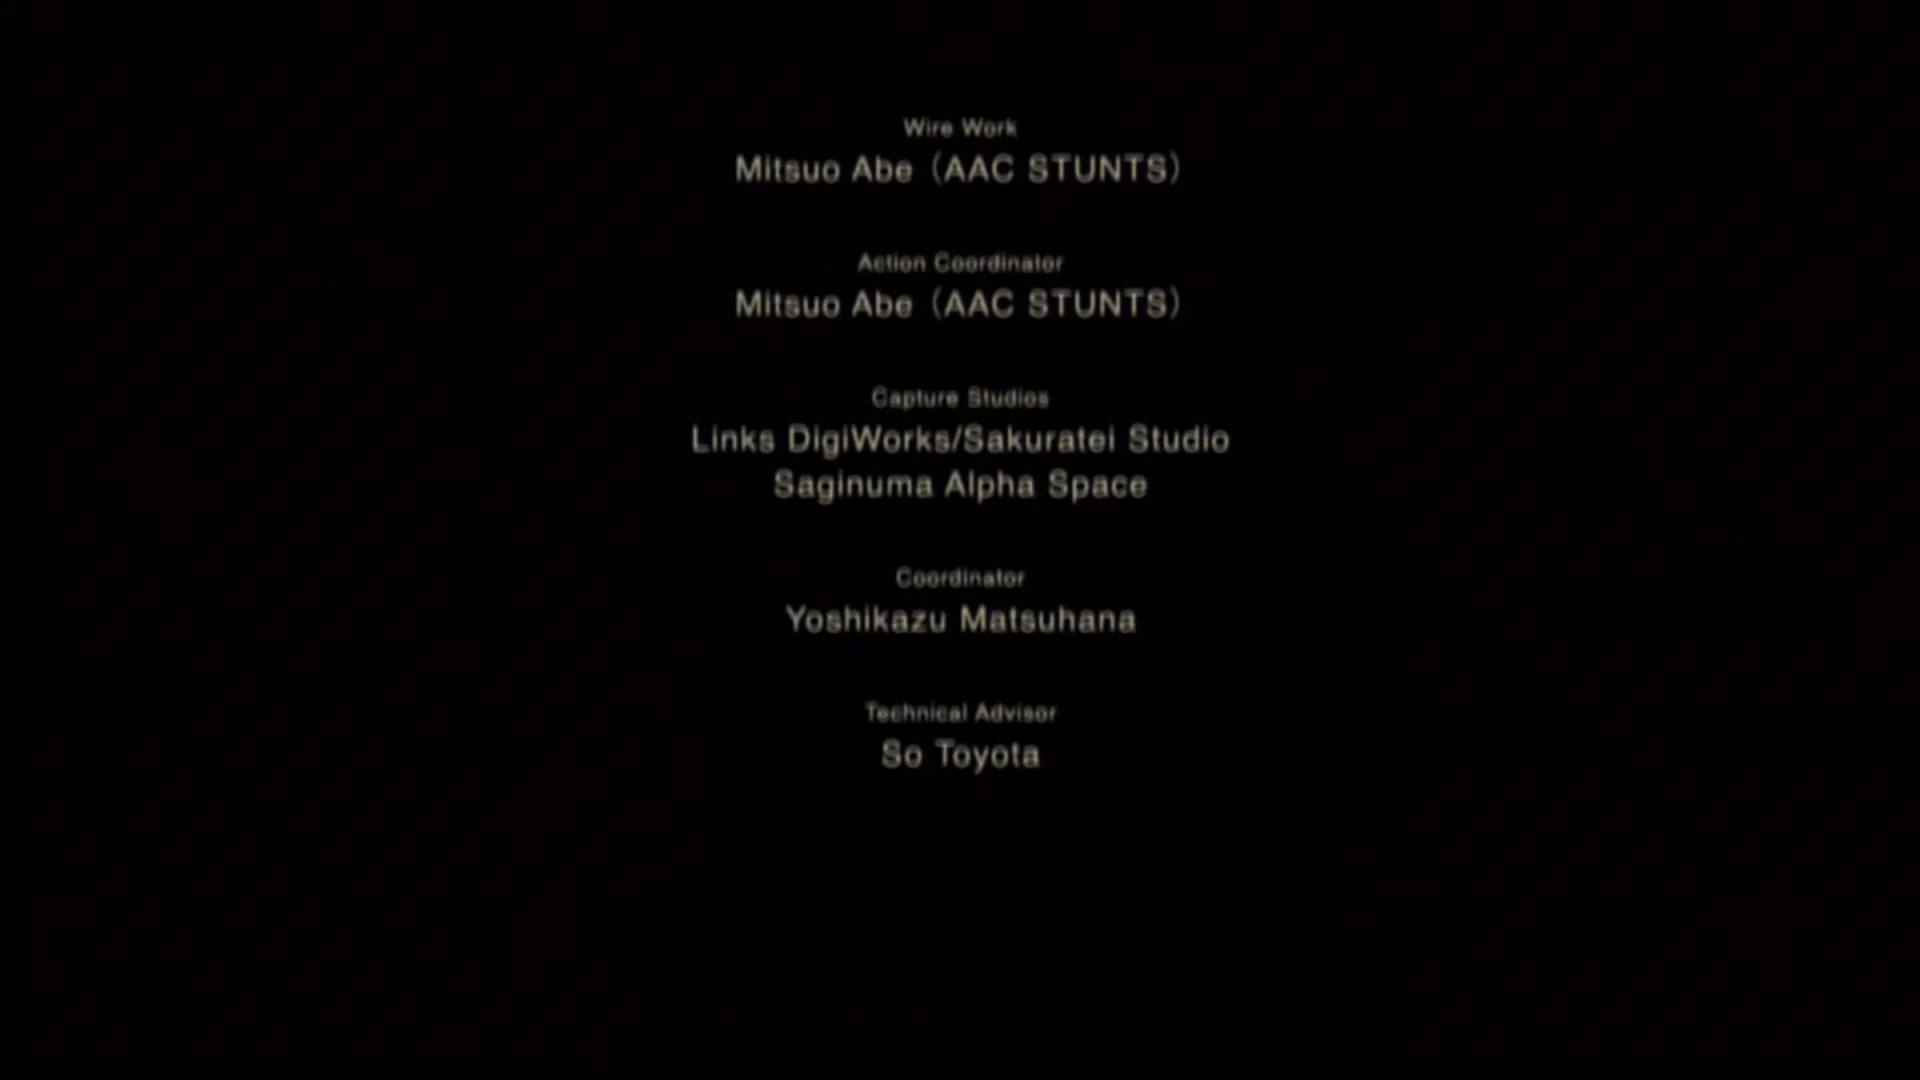 Wire Work
Mitsuo Abe (AAC STUNTS)
Action Coordinator
Mitsuo Abe (AAC STUNTS)
Capture Studios
Links DigiWorks/Sakuratei Studio
Saginuma Alpha Space
Coordinator
Yoshikazu Matsuhana
Technical Advisor
So Toyota